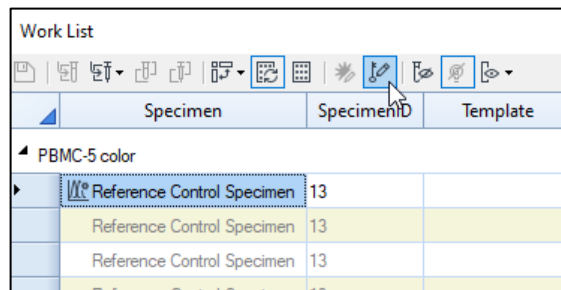 Work List
Specimen SpecimenID Template
PBMC-5 color
Reference Control Specimen 13
Reference Control Specimen 13
Reference Control Specimen 13